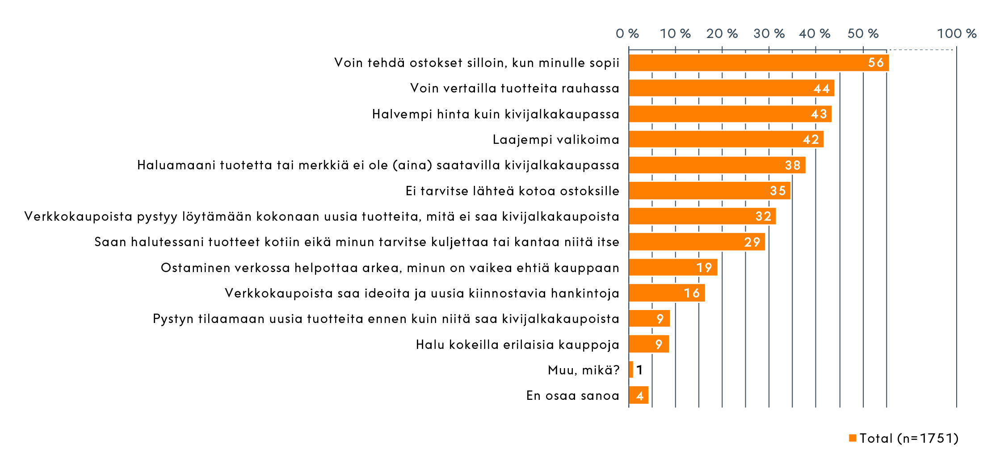 0 % 10 % 20 % 30 % 40 % 50 % 100 %
Voin tehdä ostokset silloin, kun minulle sopii 56
Voin vertailla tuotteita rauhassa 44
Halvempi hinta kuin kivijalkakaupassa 43
Laajempi valikoima 42
Haluamaani tuotetta tai merkkiä ei ole (aina) saatavilla kivijalkakaupassa 38
Ei tarvitse lähteä kotoa ostoksille 35
Verkkokaupoista pystyy löytämään kokonaan uusia tuotteita, mitä ei saa kivijalkakaupoista 32
Saan halutessani tuotteet kotiin eikä minun tarvitse kuljettaa tai kantaa niitä itse 29
Ostaminen verkossa helpottaa arkea, minun on vaikea ehtiä kauppaan 19
Verkkokaupoista saa ideoita ja uusia kiinnostavia hankintoja 16
Pystyn tilaamaan uusia tuotteita ennen kuin niitä saa kivijalkakaupoista 9
Halu kokeilla erilaisia kauppoja 9
Muu, mikä? 1
En osaa sanoa 4
Total (n=1751)